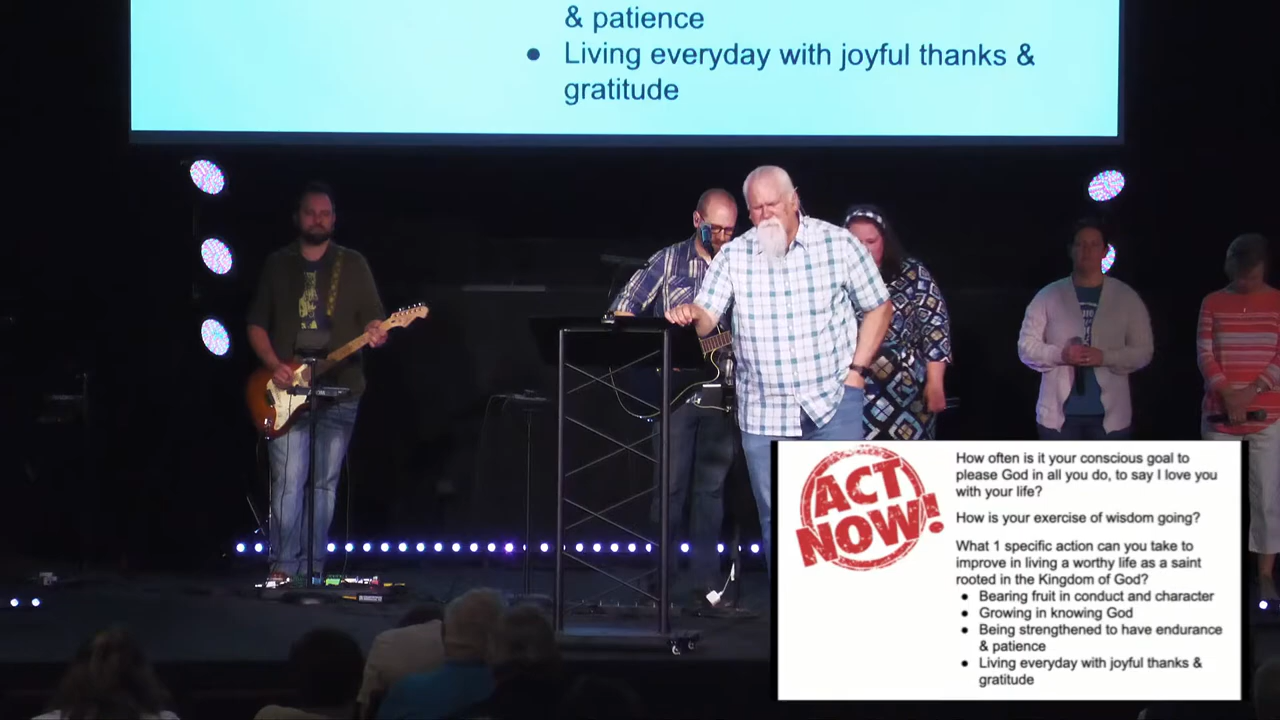 & patience
● Living everyday with joyful thanks &
gratitude
ACT
NOW!
How often is it your conscious goal to
please God in all you do, to say I love you
with your life?
How is your exercise of wisdom going?
What 1 specific action can you take to
improve in living a worthy life as a saint
rooted in the Kingdom of God?
● Bearing fruit in conduct and character
● Growing in knowing God
● Being strengthened to have endurance
& patience
● Living everyday with joyful thanks &
gratitude